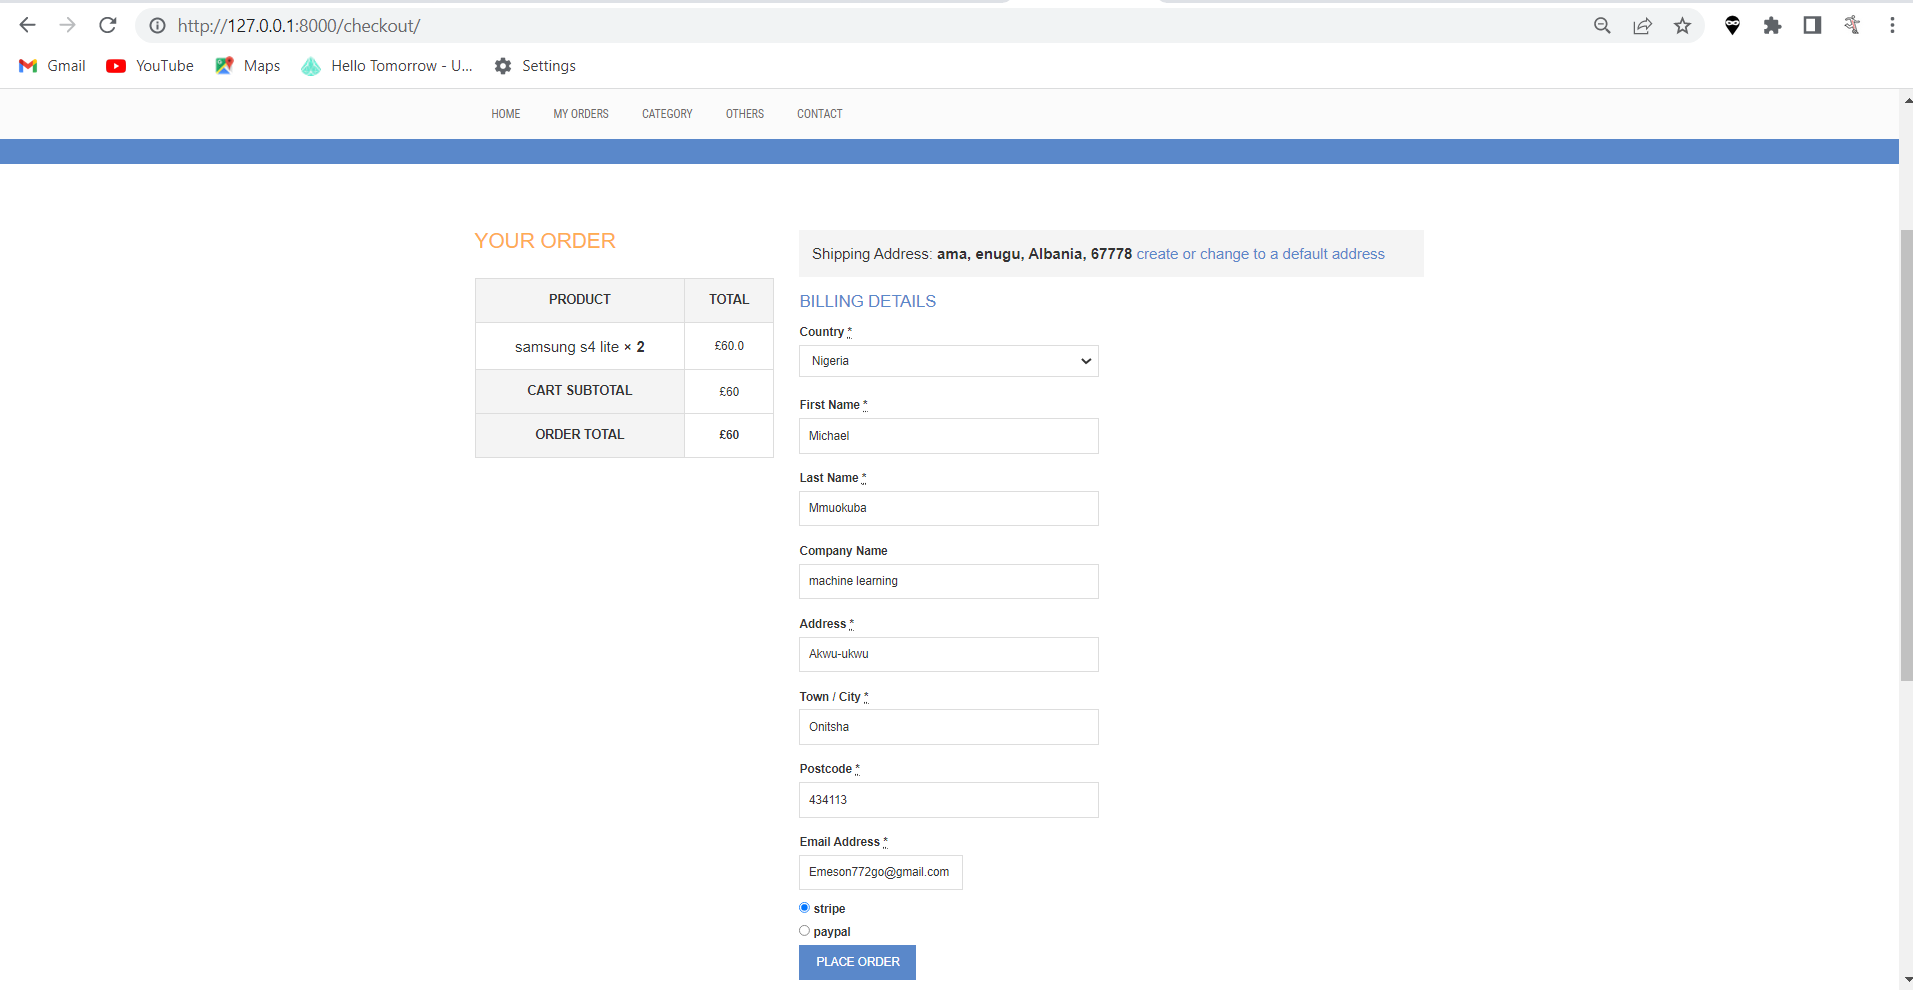 http://127.0.0.1:8000/checkout/
Gmail YouTube Maps Hello Tomorrow - U... Settings
HOME MY ORDERS CATEGORY OTHERS CONTACT
YOUR ORDER
PRODUCT TOTAL
samsung s4 lite × 2 £60.0
CART SUBTOTAL £60
ORDER TOTAL £60
Shipping Address: ama, enugu, Albania, 67778 create or change to a default address
BILLING DETAILS
Country *
Nigeria
First Name *
Michael
Last Name *
Mmuokuba
Company Name
machine learning
Address *
Akwu-ukwu
Town / City *
Onitsha
Postcode *
434113
Email Address *
Emeson772go@gmail.com
stripe
paypal
PLACE ORDER